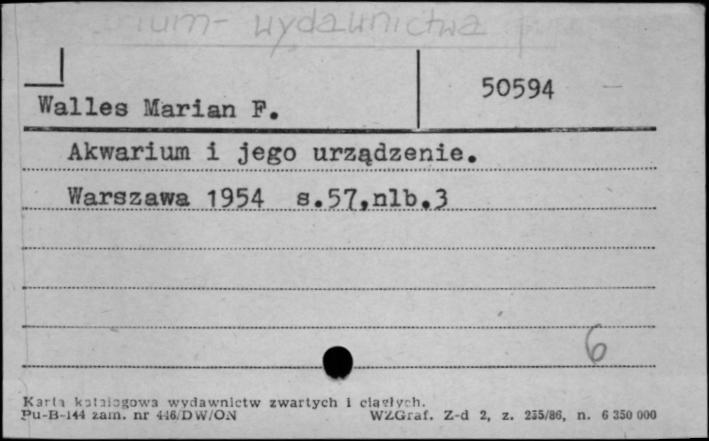 wydawnictwa
50594
Walles Marian F.
Akwarium i jego urządzenie.
Warszawa 1954 s.57,nlb.3
6
Karta katalogowa wydawnictw zwartych i ciągłych.
Pu-B-144 zam. nr 446/DW/ON WZGraf. Z-d 2, z. 255/86, n. 6 350 000